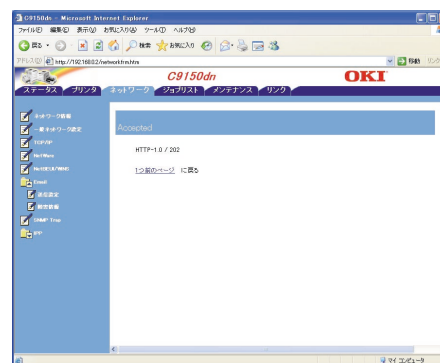 C9150dn - Microsoft Internet Explorer
ファイル(F) 編集(E) 表示(V) お気に入り(A) ツール(T) ヘルプ(H)
戻る 検索 お気に入り
アドレス(D) http://192.168.0.2/networkfrm.htm 移動 リンク
C9150dn OKI
ステータス プリンタ ネットワーク ジョブリスト メンテナンス リンク
ネットワーク情報
一般ネットワーク設定
TCP/IP
NetWare
NetBEUI/WINS
Email
送信設定
SNMP Trap
IPP
Accepted
HTTP-1.0 / 202
1つ前のページ に戻る
マイ コンピュータ